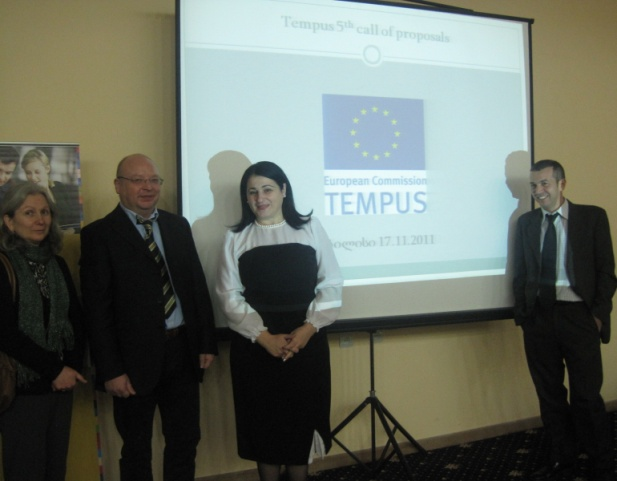 Tempus 5th call of proposals
European Commission
TEMPUS
17.11.2011